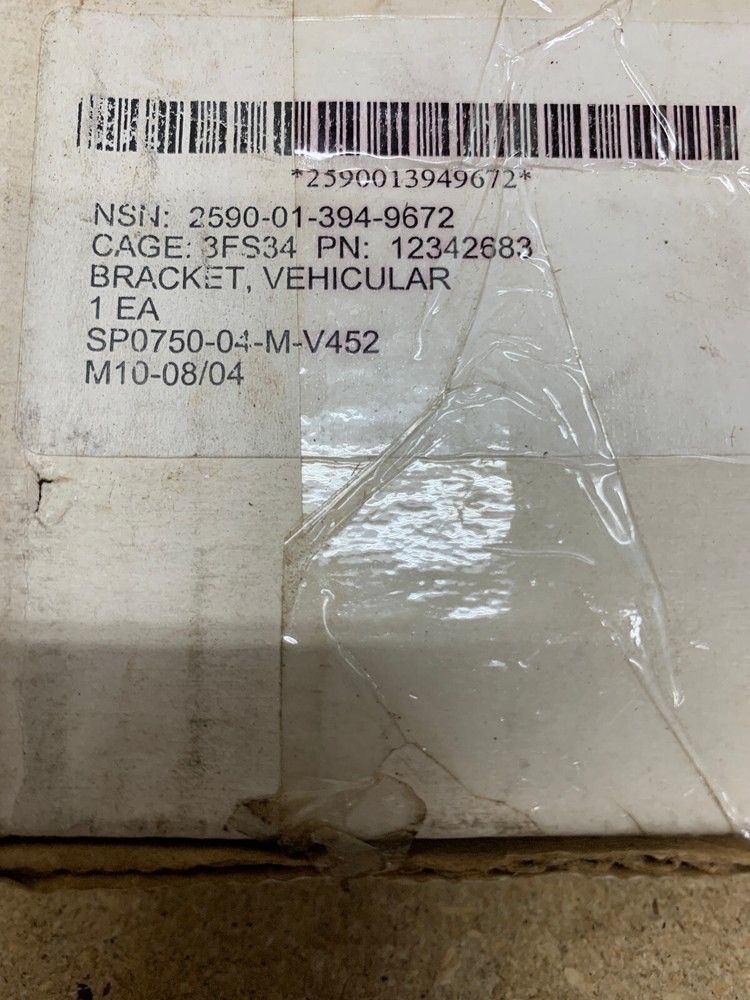 *2590013949672*
NSN: 2590-01-394-9672
CAGE: 3FS34 PN: 12342683
BRACKET, VEHICULAR
1 EA
SP0750-04-M-V452
M10-08/04